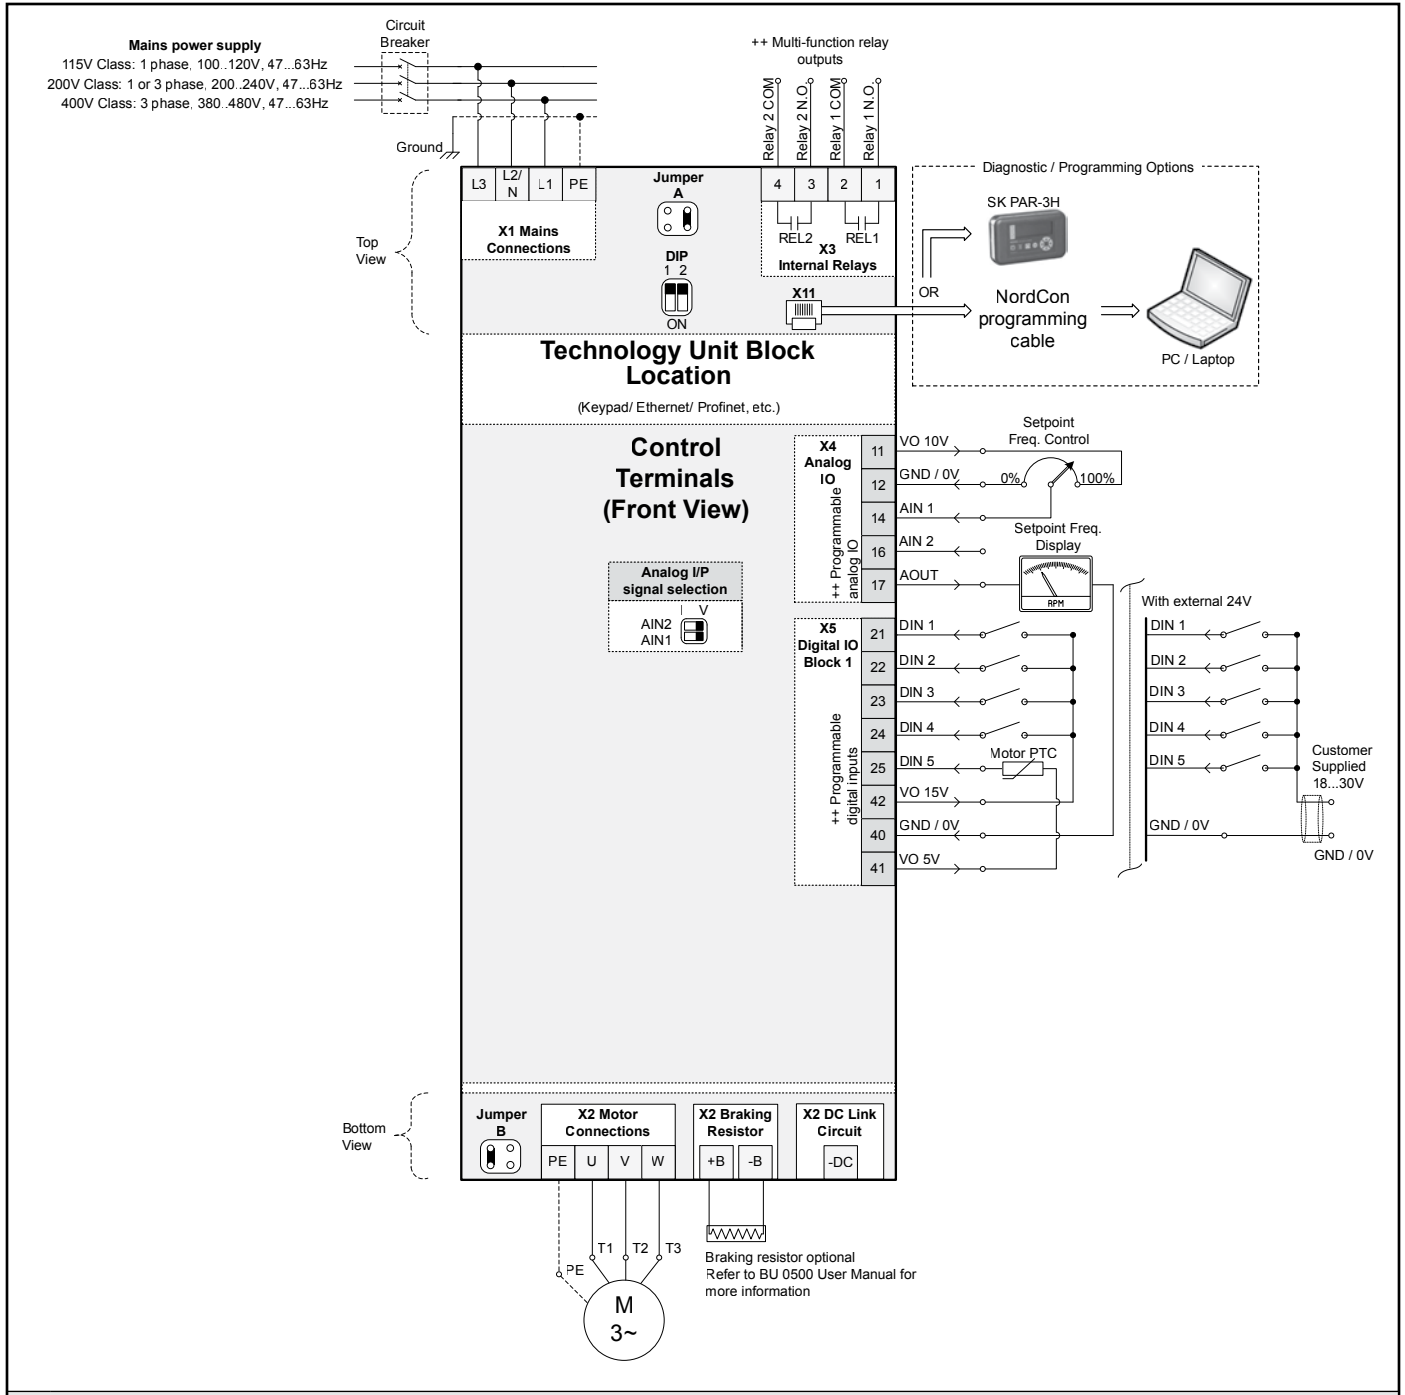 Mains power supply
115V Class: 1 phase, 100..120V, 47...63Hz
200V Class: 1 or 3 phase, 200..240V, 47...63Hz
400V Class: 3 phase, 380..480V, 47...63Hz
Circuit
Breaker
Ground
++ Multi-function relay
outputs
Relay 2 COM
Relay 2 N.O.
Relay 1 COM
Relay 1 N.O.
Top
View
L3
L2/
N
L1
PE
X1 Mains
Connections
Jumper
A
DIP
1 2
ON
4
3
2
1
REL2
REL1
X3
Internal Relays
X11
Diagnostic / Programming Options
SK PAR-3H
OR
NordCon
programming
cable
PC / Laptop
Technology Unit Block
Location
(Keypad/ Ethernet/ Profinet, etc.)
Control
Terminals
(Front View)
Analog I/P
signal selection
I V
AIN2
AIN1
X4
Analog
IO
++ Programmable
analog IO
11
12
14
16
17
VO 10V
GND / 0V
AIN 1
AIN 2
AOUT
Setpoint
Freq. Control
0%
100%
Setpoint Freq.
Display
RPM
X5
Digital IO
Block 1
++ Programmable
digital inputs
21
22
23
24
25
42
40
41
DIN 1
DIN 2
DIN 3
DIN 4
DIN 5
VO 15V
GND / 0V
VO 5V
Motor PTC
With external 24V
DIN 1
DIN 2
DIN 3
DIN 4
DIN 5
GND / 0V
Customer
Supplied
18...30V
GND / 0V
Bottom
View
Jumper
B
X2 Motor
Connections
PE
U
V
W
X2 Braking
Resistor
+B
-B
X2 DC Link
Circuit
-DC
T1
T2
T3
PE
M
3~
Braking resistor optional
Refer to BU 0500 User Manual for
more information